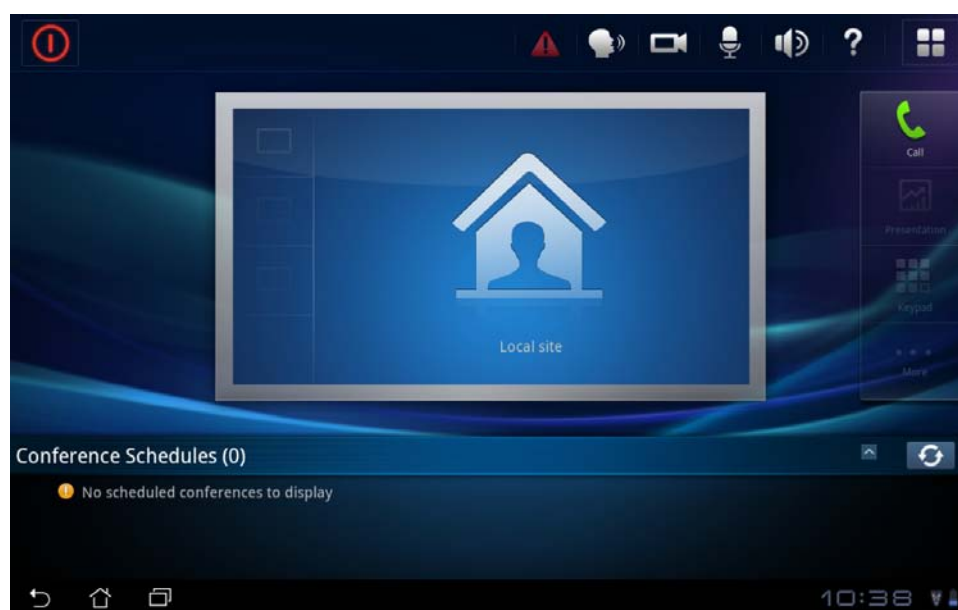 ?
Call
Presentation
Keypad
More
Local site
Conference Schedules (0)
No scheduled conferences to display
10:38